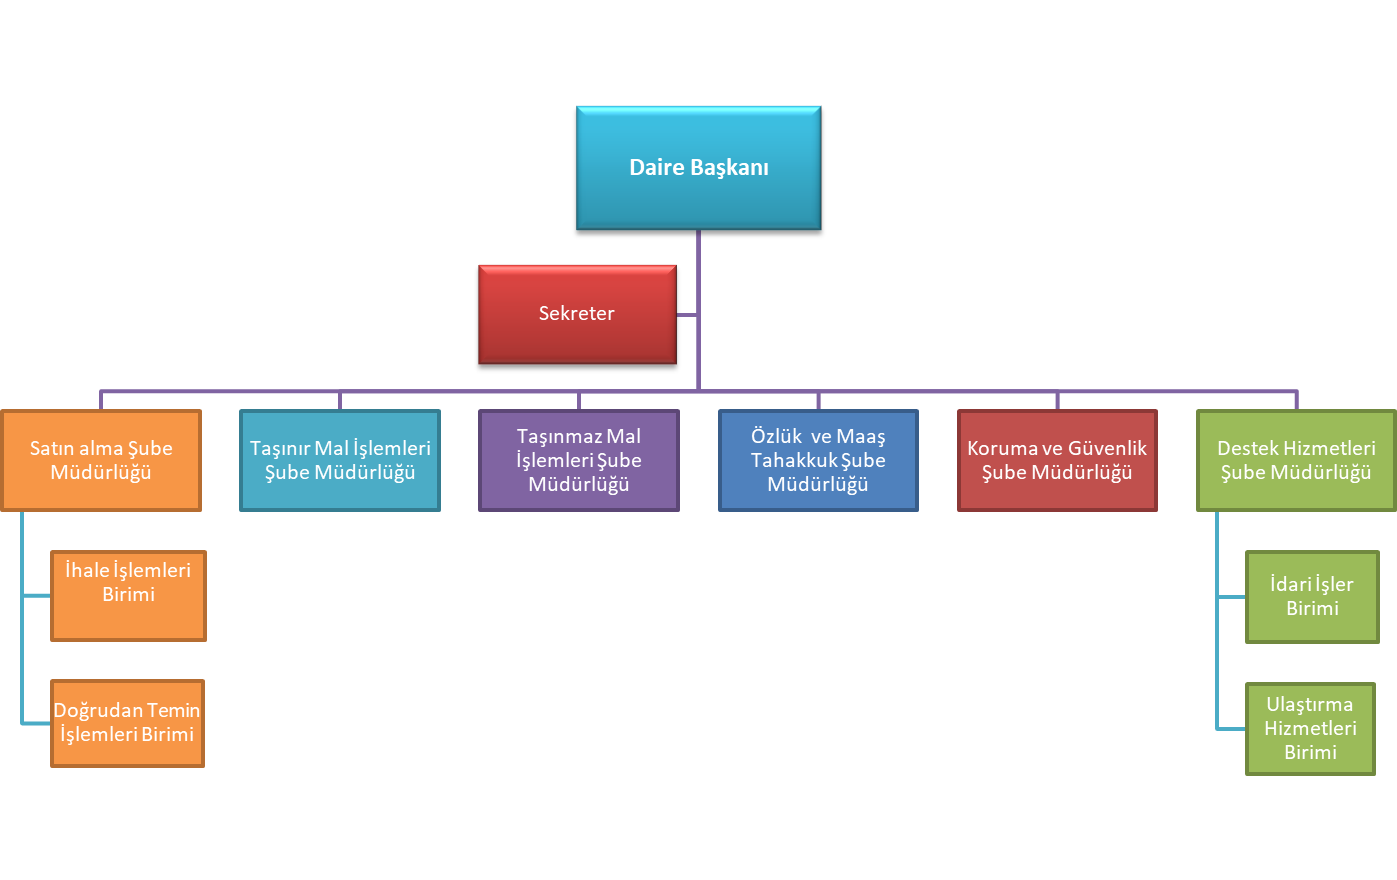 Daire Başkanı
Sekreter
Satın alma Şube
Müdürlüğü
Taşınır Mal İşlemleri
Şube Müdürlüğü
Taşınmaz Mal
İşlemleri Şube
Müdürlüğü
Özlük  ve Maaş
Tahakkuk Şube
Müdürlüğü
Koruma ve Güvenlik
Şube Müdürlüğü
Destek Hizmetleri
Şube Müdürlüğü
İhale İşlemleri
Birimi
Doğrudan Temin
İşlemleri Birimi
İdari İşler
Birimi
Ulaştırma
Hizmetleri
Birimi